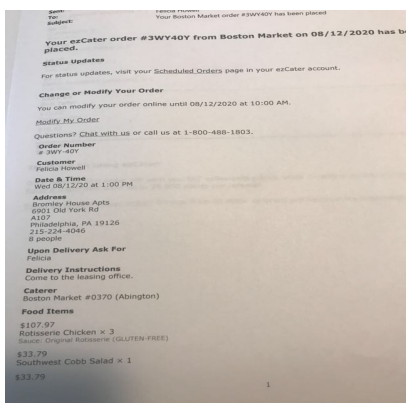 Sent:
Felicia Howell
To:
Subject:
Your Boston Market order #3WY40Y has been placed
Your ezCater order #3WY40Y from Boston Market on 08/12/2020 has be
placed.
Status Updates
For status updates, visit your Scheduled Orders page in your ezCater account.
Change or Modify Your Order
You can modify your order online until 08/12/2020 at 10:00 AM.
Modify My Order
Questions? Chat with us or call us at 1-800-488-1803.
Order Number
# 3WY-40Y
Customer
Felicia Howell
Date & Time
Wed 08/12/20 at 1:00 PM
Address
Bromley House Apts
6901 Old York Rd
A107
Philadelphia, PA 19126
215-224-4046
8 people
Upon Delivery Ask For
Felicia
Delivery Instructions
Come to the leasing office.
Caterer
Boston Market #0370 (Abington)
Food Items
$107.97
Rotisserie Chicken × 3
Sauce: Original Rotisserie (GLUTEN-FREE)
$33.79
Southwest Cobb Salad × 1
$33.79
1